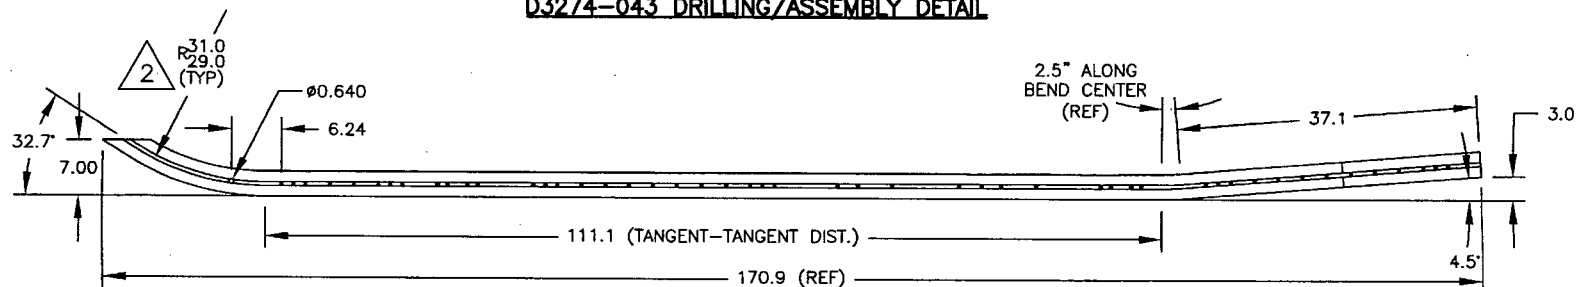 D3274-043 DRILLING/ASSEMBLY DETAIL
2
R31.0
29.0
(TYP)
ø0.640
6.24
2.5" ALONG
BEND CENTER
(REF)
37.1
3.0
32.7°
7.00
111.1 (TANGENT-TANGENT DIST.)
4.5°
170.9 (REF)